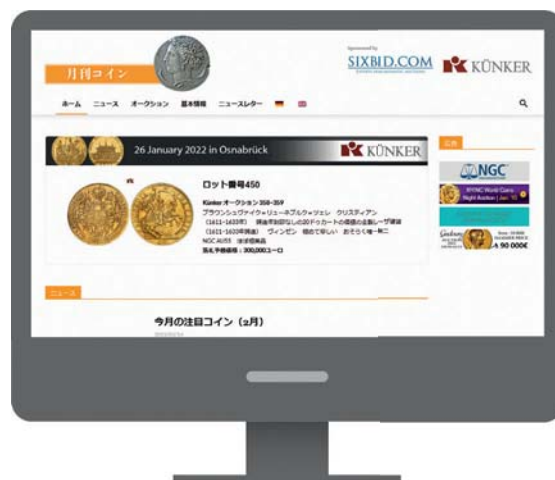 月刊コイン
Sponsored by
SIXBID.COM
KÜNKER
ホーム ニュース オークション 基本情報 ニュースレター
26 January 2022 in Osnabrück
KÜNKER
広告
NGC
ロット番号450
Künker オークション 358-359
ブラウンシュヴァイク=リューネブルク=ツェレ クリスティアン
NGC AU55
落札予想価格:300,000ユーロ
90 000€
ニュース
今月の注目コイン(2月)